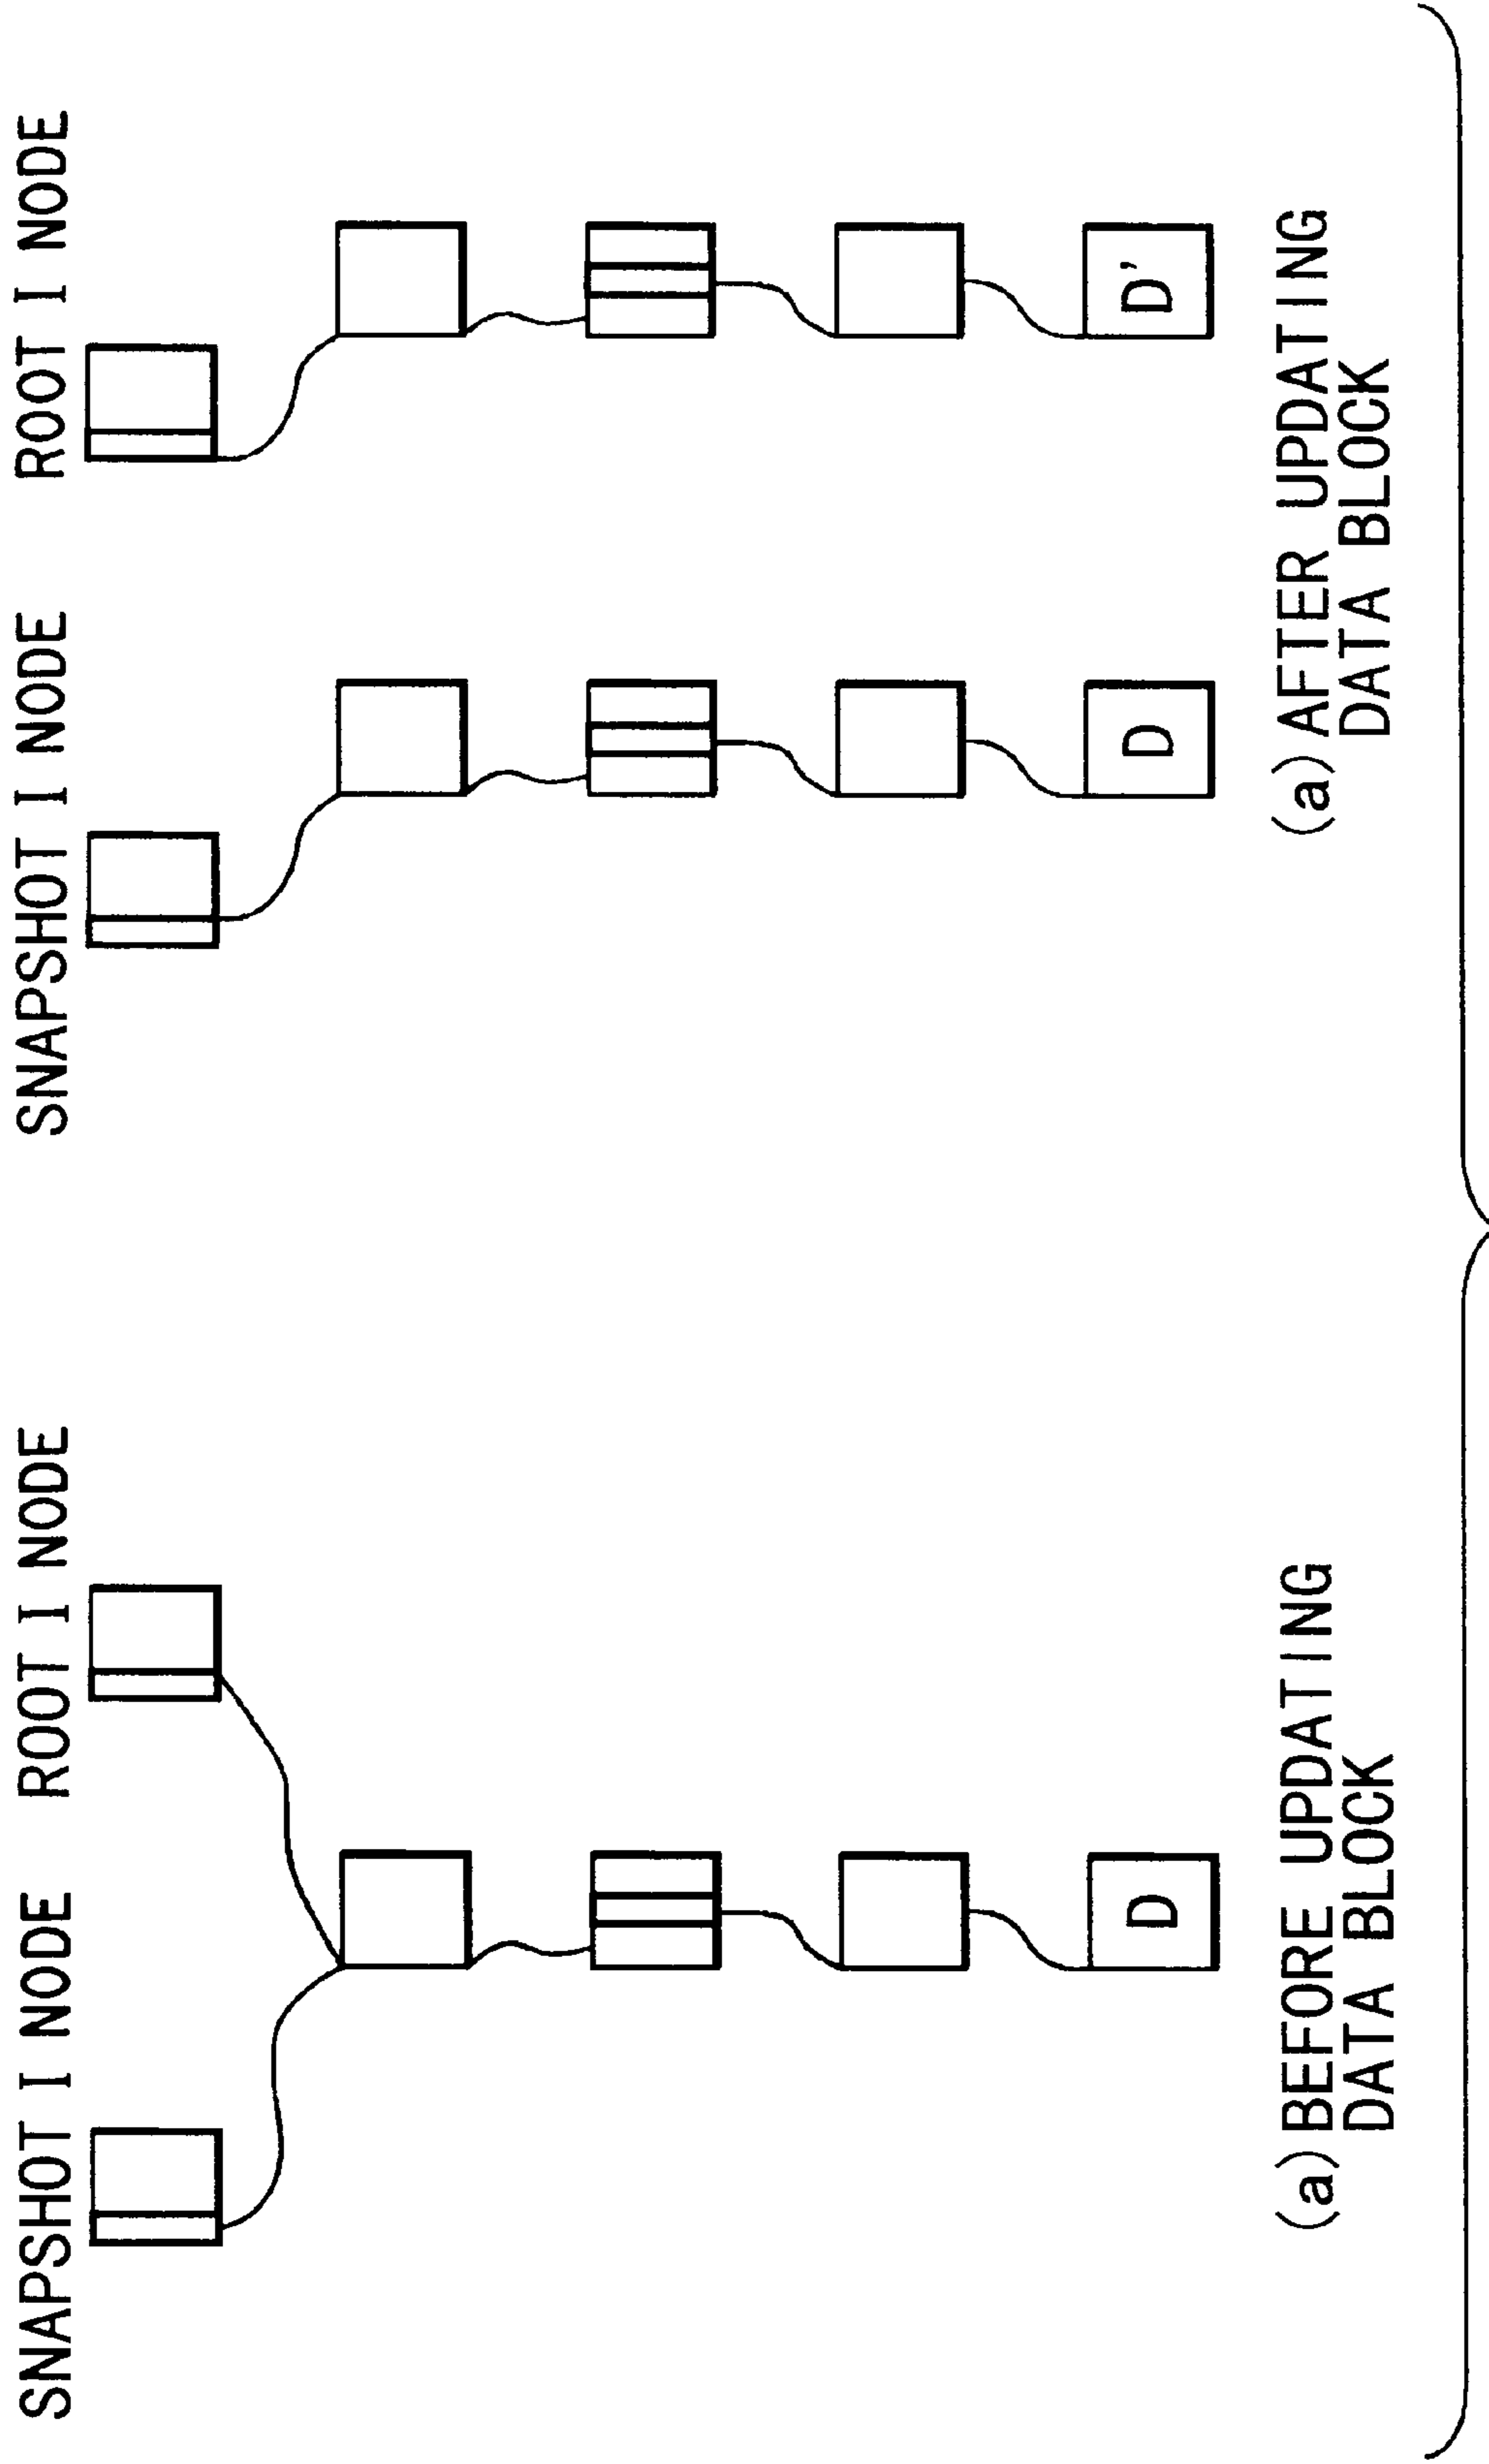 SNAPSHOT I NODE
ROOT I NODE
D
(a) BEFORE UPDATING
DATA BLOCK
SNAPSHOT I NODE
ROOT I NODE
D
D'
(a) AFTER UPDATING
DATA BLOCK